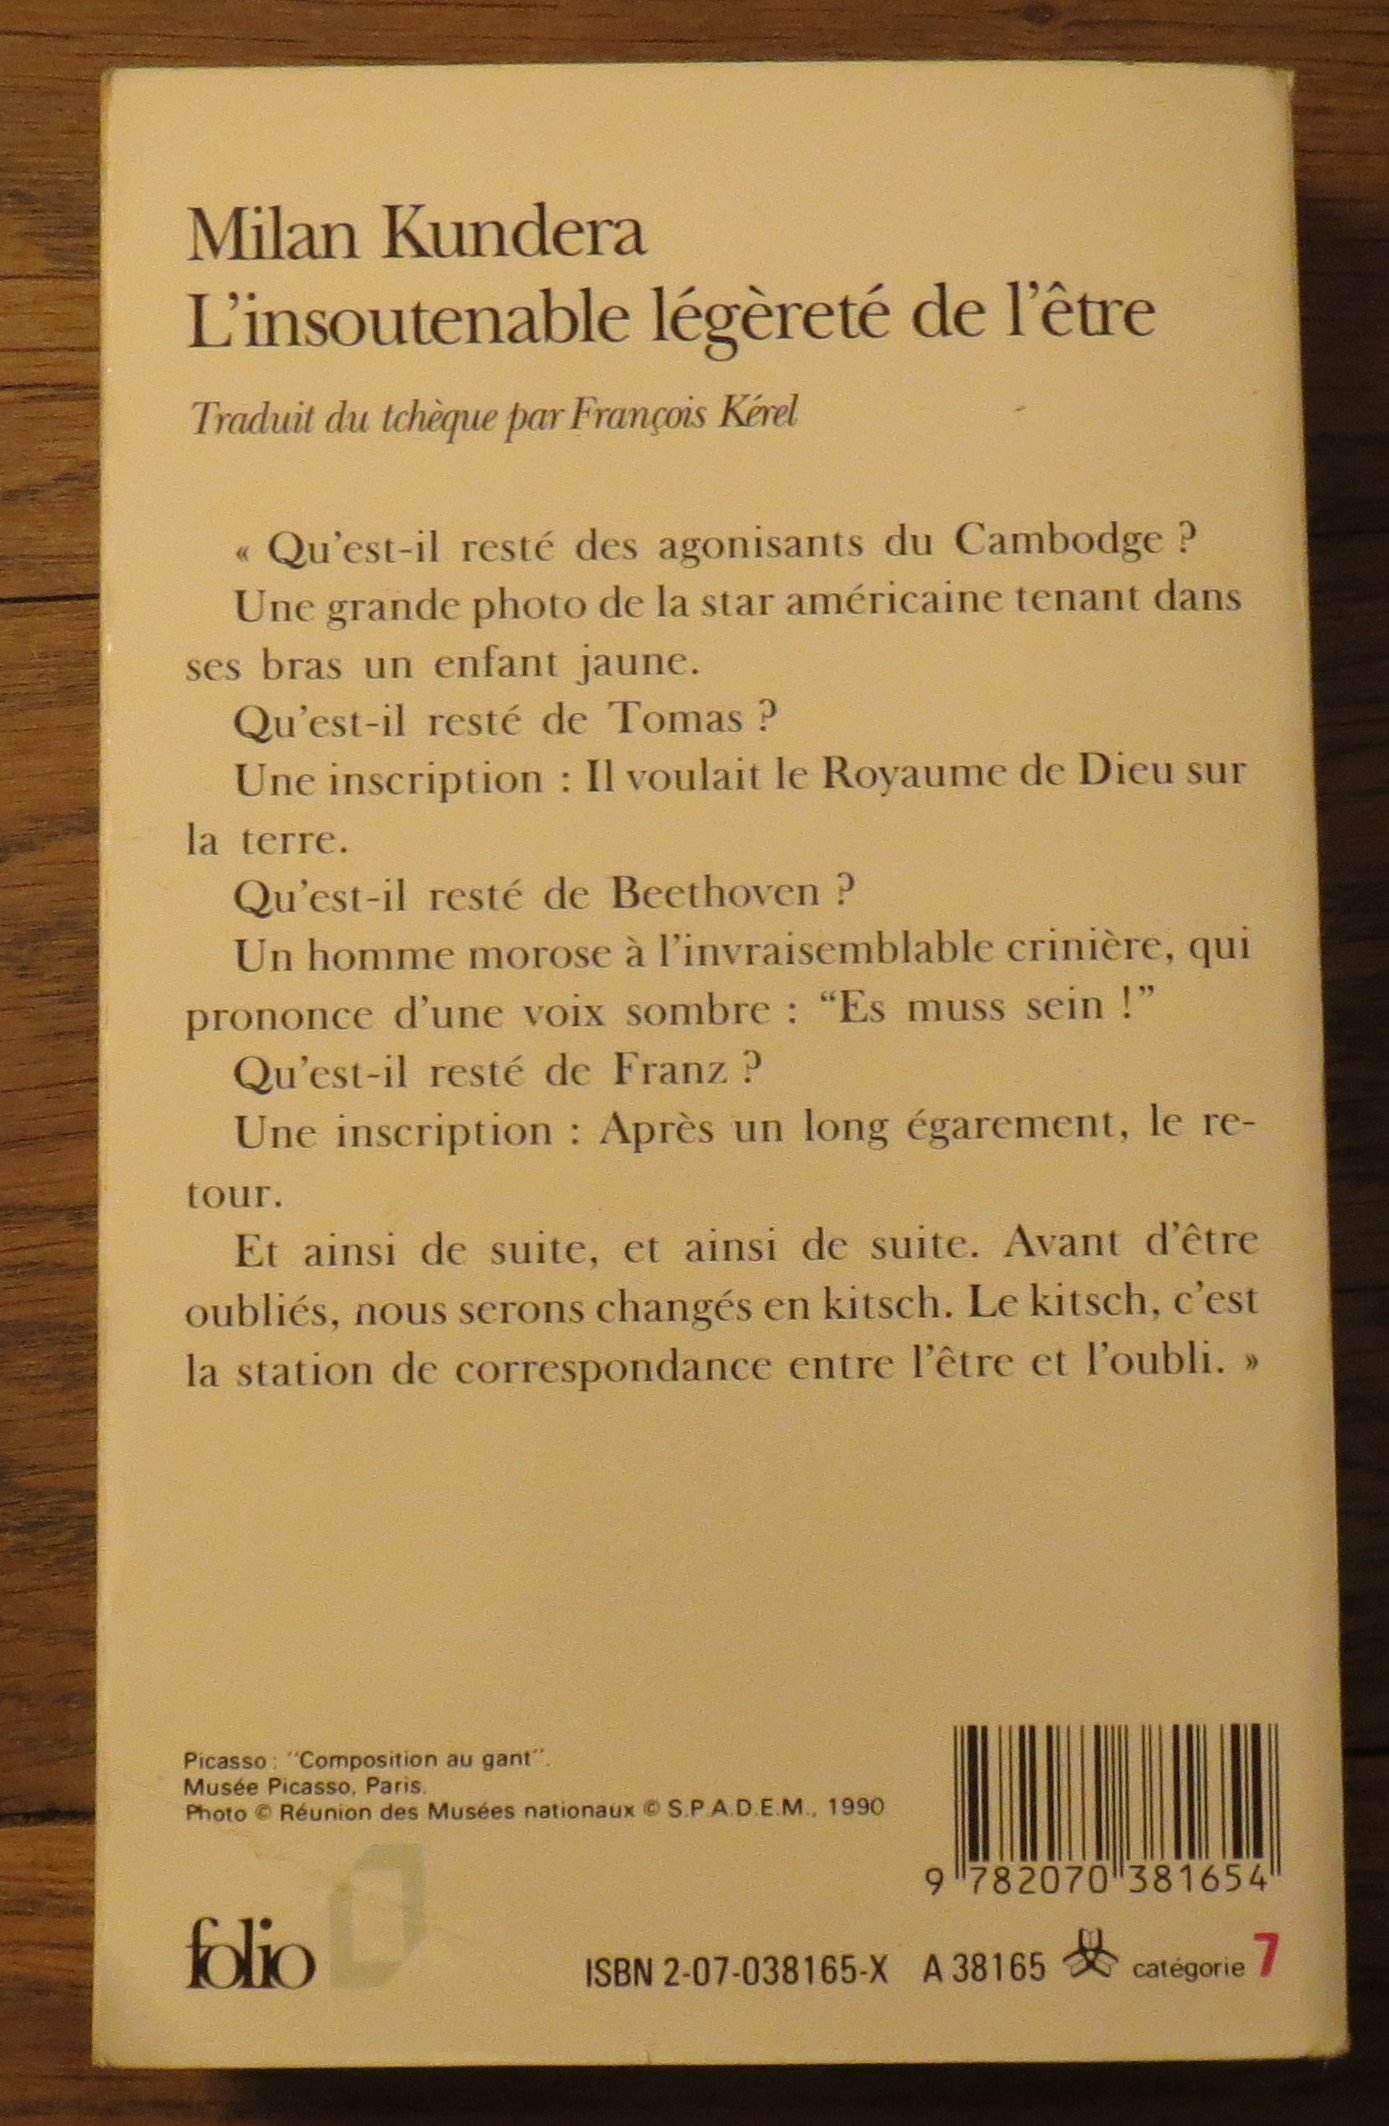 Milan Kundera
L'insoutenable légèreté de l'être
Traduit du tchèque par François Kérel
« Qu'est-il resté des agonisants du Cambodge ?
Une grande photo de la star américaine tenant dans
ses bras un enfant jaune.
Qu'est-il resté de Tomas ?
Une inscription : Il voulait le Royaume de Dieu sur
la terre.
Qu'est-il resté de Beethoven ?
Un homme morose à l'invraisemblable crinière, qui
prononce d'une voix sombre : “Es muss sein !”
Qu'est-il resté de Franz ?
Une inscription : Après un long égarement, le re-
tour.
Et ainsi de suite, et ainsi de suite. Avant d'être
oubliés, nous serons changés en kitsch. Le kitsch, c'est
la station de correspondance entre l'être et l'oubli. »
Picasso : "Composition au gant".
Musée Picasso, Paris.
Photo © Réunion des Musées nationaux © S.P.A.D.E.M., 1990
9 782070 381654
folio
ISBN 2-07-038165-X A 38165 catégorie 7